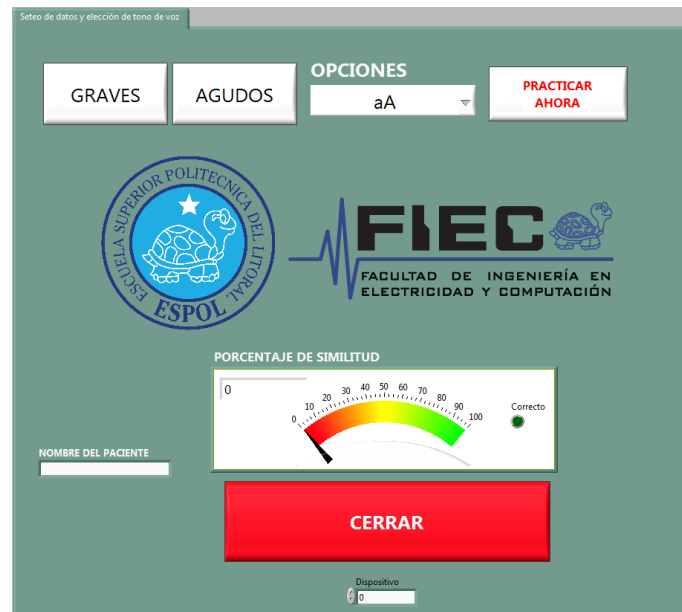 Seteo de datos y elección de tono de voz
GRAVES
AGUDOS
OPCIONES
aA
PRACTICAR
AHORA
ESCUELA SUPERIOR POLITECNICA DEL LITORAL
ESPOL
FIEC
FACULTAD DE INGENIERÍA EN
ELECTRICIDAD Y COMPUTACIÓN
PORCENTAJE DE SIMILITUD
0
0 10 20 30 40 50 60 70 80 90 100
Correcto
NOMBRE DEL PACIENTE
CERRAR
Dispositivo
0